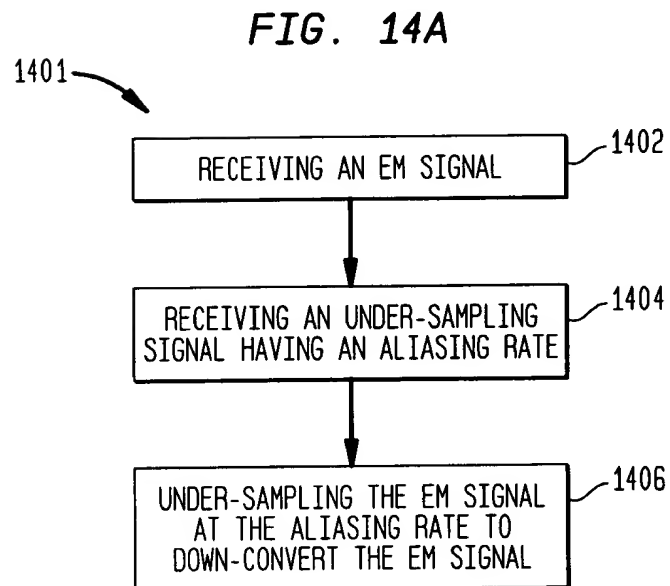 FIG. 14A
1401
RECEIVING AN EM SIGNAL
1402
RECEIVING AN UNDER-SAMPLING
SIGNAL HAVING AN ALIASING RATE
1404
UNDER-SAMPLING THE EM SIGNAL
AT THE ALIASING RATE TO
DOWN-CONVERT THE EM SIGNAL
1406